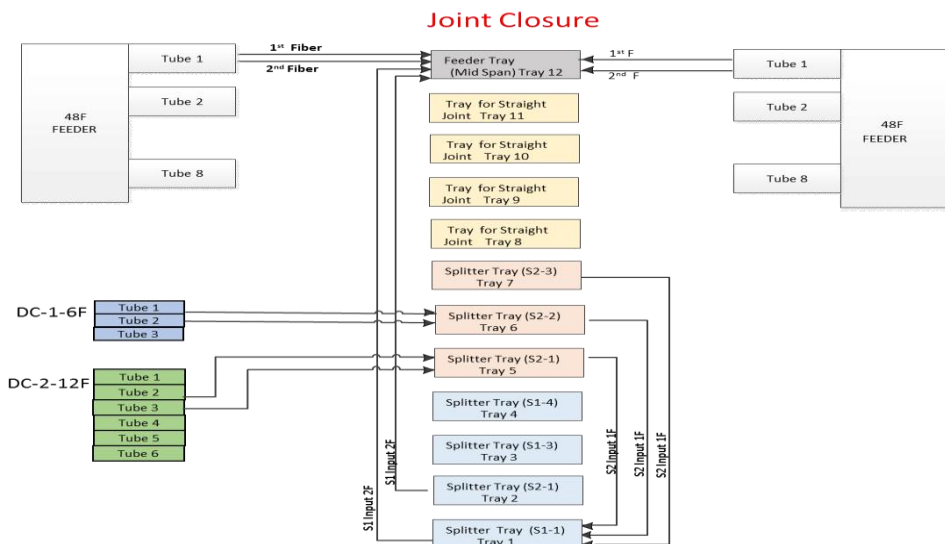 Joint Closure
48F
FEEDER
Tube 1
Tube 2
Tube 8
1st Fiber
2nd Fiber
Feeder Tray
(Mid Span) Tray 12
1st F
2nd F
Tube 1
Tube 2
Tube 8
48F
FEEDER
Tray for Straight
Joint Tray 11
Tray for Straight
Joint Tray 10
Tray for Straight
Joint Tray 9
Tray for Straight
Joint Tray 8
Splitter Tray (S2-3)
Tray 7
DC-1-6F
Tube 1
Tube 2
Tube 3
Splitter Tray (S2-2)
Tray 6
Splitter Tray (S2-1)
Tray 5
DC-2-12F
Tube 1
Tube 2
Tube 3
Tube 4
Tube 5
Tube 6
Splitter Tray (S1-4)
Tray 4
Splitter Tray (S1-3)
Tray 3
Splitter Tray (S2-1)
Tray 2
Splitter Tray (S1-1)
Tray 1
S1 Input 2F
S1 Input 2F
S2 Input 1F
S2 Input 1F
S2 Input 1F